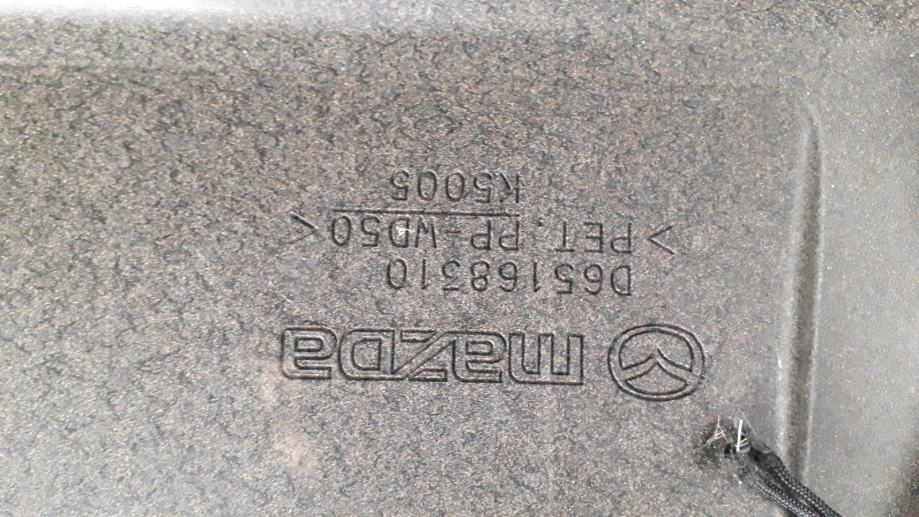 mazda
D65168310
>PET. PP-WD50<
K5005